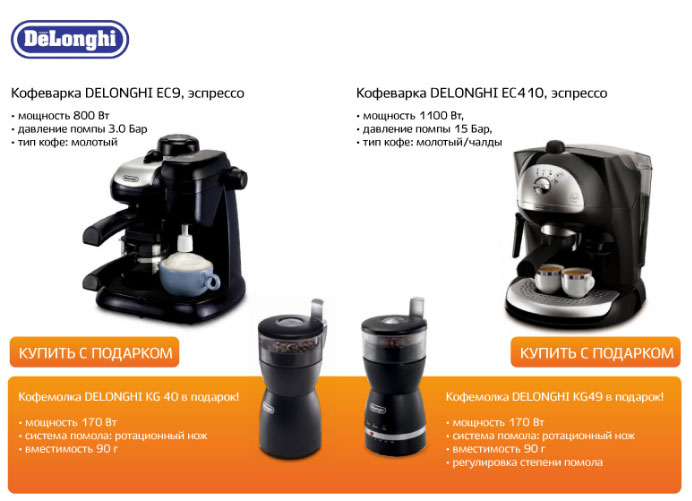 DeLonghi
Кофеварка DELONGHI EC9, эспрессо
• мощность 800 Вт
• давление помпы 3.0 Бар
• тип кофе: молотый
Кофеварка DELONGHI EC410, эспрессо
• мощность 1100 Вт,
• давление помпы 15 Бар,
• тип кофе: молотый/чалды
КУПИТЬ С ПОДАРКОМ
КУПИТЬ С ПОДАРКОМ
Кофемолка DELONGHI KG 40 в подарок!
• мощность 170 Вт
• система помола: ротационный нож
• вместимость 90 г
Кофемолка DELONGHI KG49 в подарок!
• мощность 170 Вт
• система помола: ротационный нож
• вместимость 90 г
• регулировка степени помола